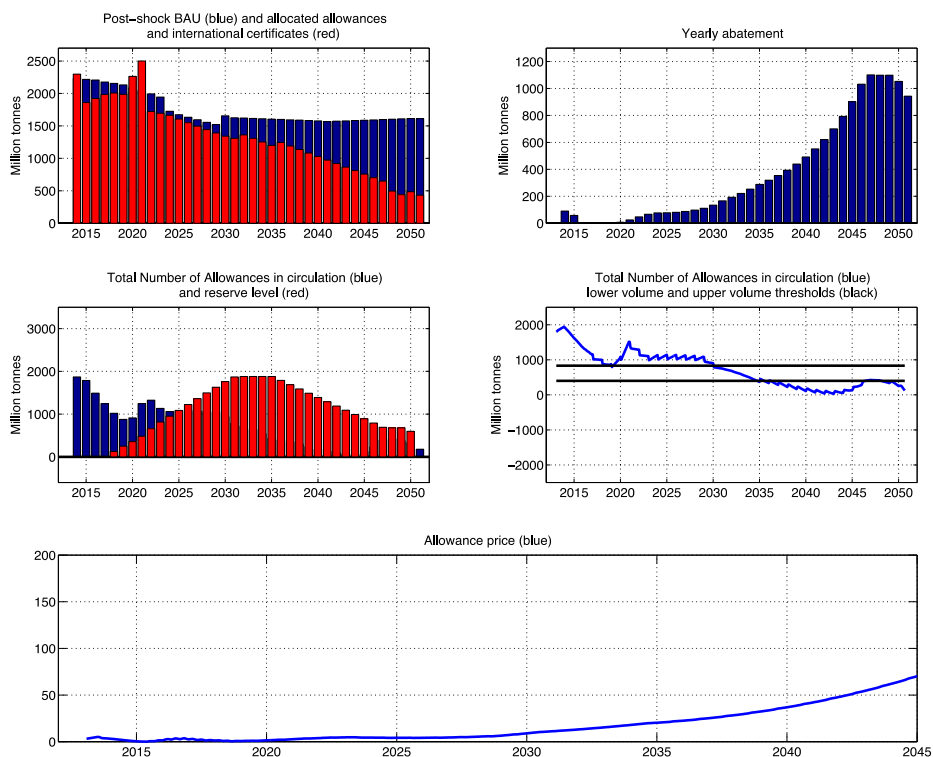 Post-shock BAU (blue) and allocated allowances
and international certificates (red)
2500
2000
1500
1000
500
0
Million tonnes
2015 2020 2025 2030 2035 2040 2045 2050
Yearly abatement
1200
1000
800
600
400
200
0
Million tonnes
2015 2020 2025 2030 2035 2040 2045 2050
Total Number of Allowances in circulation (blue)
and reserve level (red)
3000
2000
1000
0
Million tonnes
2015 2020 2025 2030 2035 2040 2045 2050
Total Number of Allowances in circulation (blue)
lower volume and upper volume thresholds (black)
2000
1000
0
−1000
−2000
Million tonnes
2015 2020 2025 2030 2035 2040 2045 2050
Allowance price (blue)
200
150
100
50
0
2015 2020 2025 2030 2035 2040 2045